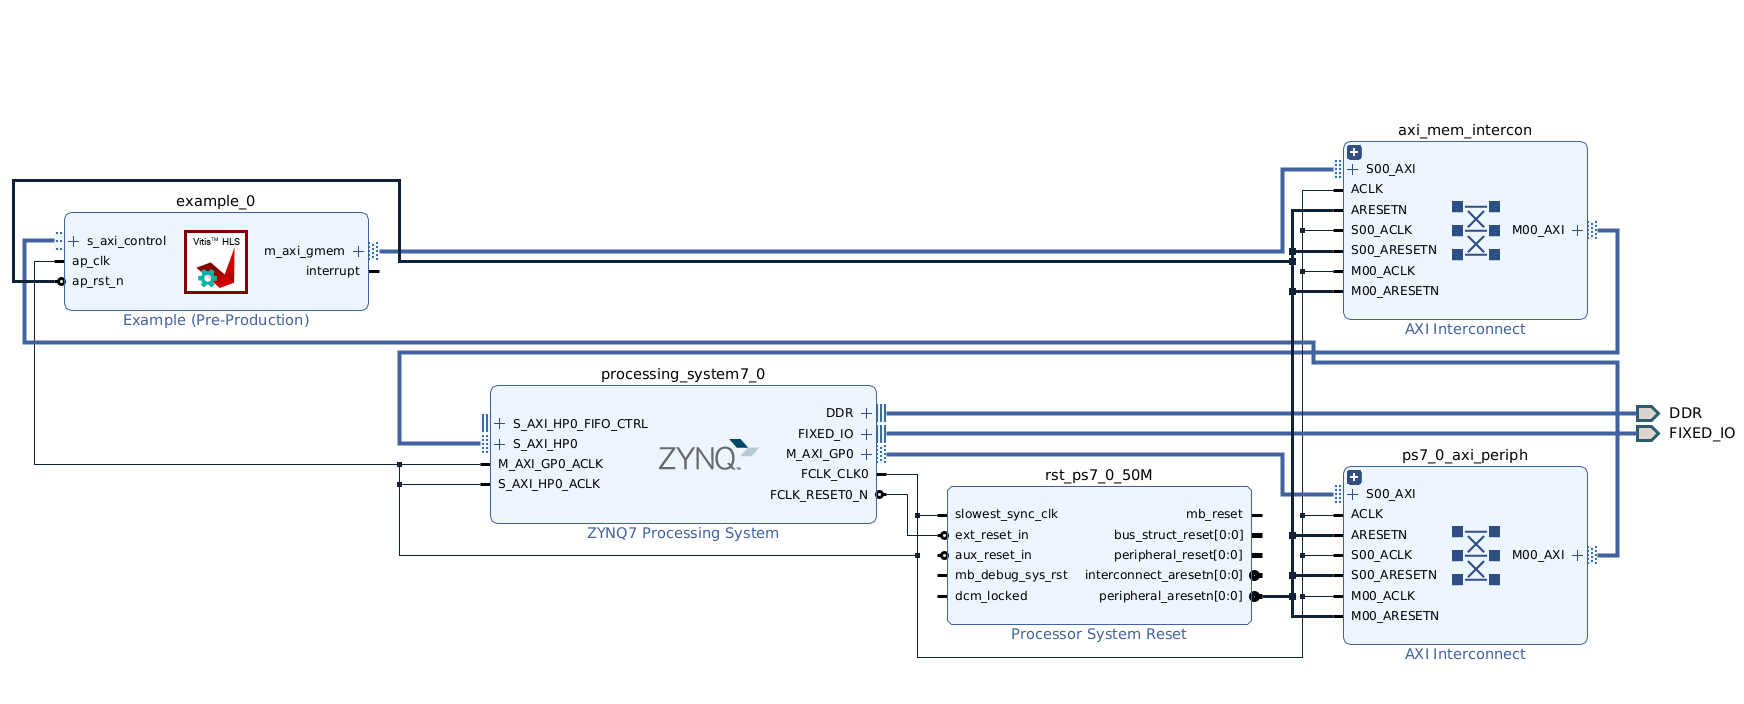 axi_mem_intercon
S00_AXI
ACLK
ARESETN
S00_ACLK
S00_ARESETN
M00_ACLK
M00_ARESETN
M00_AXI
AXI Interconnect
example_0
s_axi_control
ap_clk
ap_rst_n
Vitis™ HLS
m_axi_gmem
interrupt
Example (Pre-Production)
processing_system7_0
S_AXI_HP0_FIFO_CTRL
S_AXI_HP0
M_AXI_GP0_ACLK
S_AXI_HP0_ACLK
ZYNQ™
DDR
FIXED_IO
M_AXI_GP0
FCLK_CLK0
FCLK_RESET0_N
ZYNQ7 Processing System
DDR
FIXED_IO
rst_ps7_0_50M
slowest_sync_clk
ext_reset_in
aux_reset_in
mb_debug_sys_rst
dcm_locked
mb_reset
bus_struct_reset[0:0]
peripheral_reset[0:0]
interconnect_aresetn[0:0]
peripheral_aresetn[0:0]
Processor System Reset
ps7_0_axi_periph
S00_AXI
ACLK
ARESETN
S00_ACLK
S00_ARESETN
M00_ACLK
M00_ARESETN
M00_AXI
AXI Interconnect